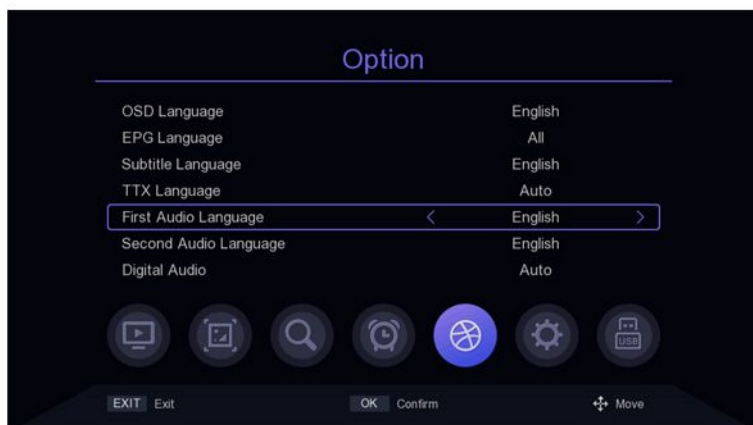 Option
OSD Language English
EPG Language All
Subtitle Language English
TTX Language Auto
First Audio Language < English >
Second Audio Language English
Digital Audio Auto
USB
EXIT Exit OK Confirm Move